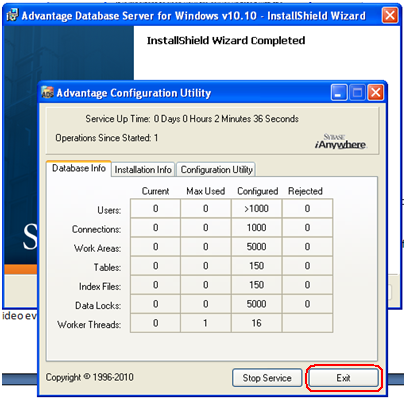 Advantage Database Server for Windows v10.10 - InstallShield Wizard
InstallShield Wizard Completed
Advantage Configuration Utility
Service Up Time: 0 Days 0 Hours 2 Minutes 36 Seconds
Operations Since Started: 1
SYBASE
iAnywhere
Database Info Installation Info Configuration Utility
Current Max Used Configured Rejected
Users: 0 0 >1000 0
Connections: 0 0 1000 0
Work Areas: 0 0 5000 0
Tables: 0 0 150 0
Index Files: 0 0 150 0
Data Locks: 0 0 5000 0
Worker Threads: 0 1 16
S
ideo ev
Copyright © 1996-2010 Stop Service Exit